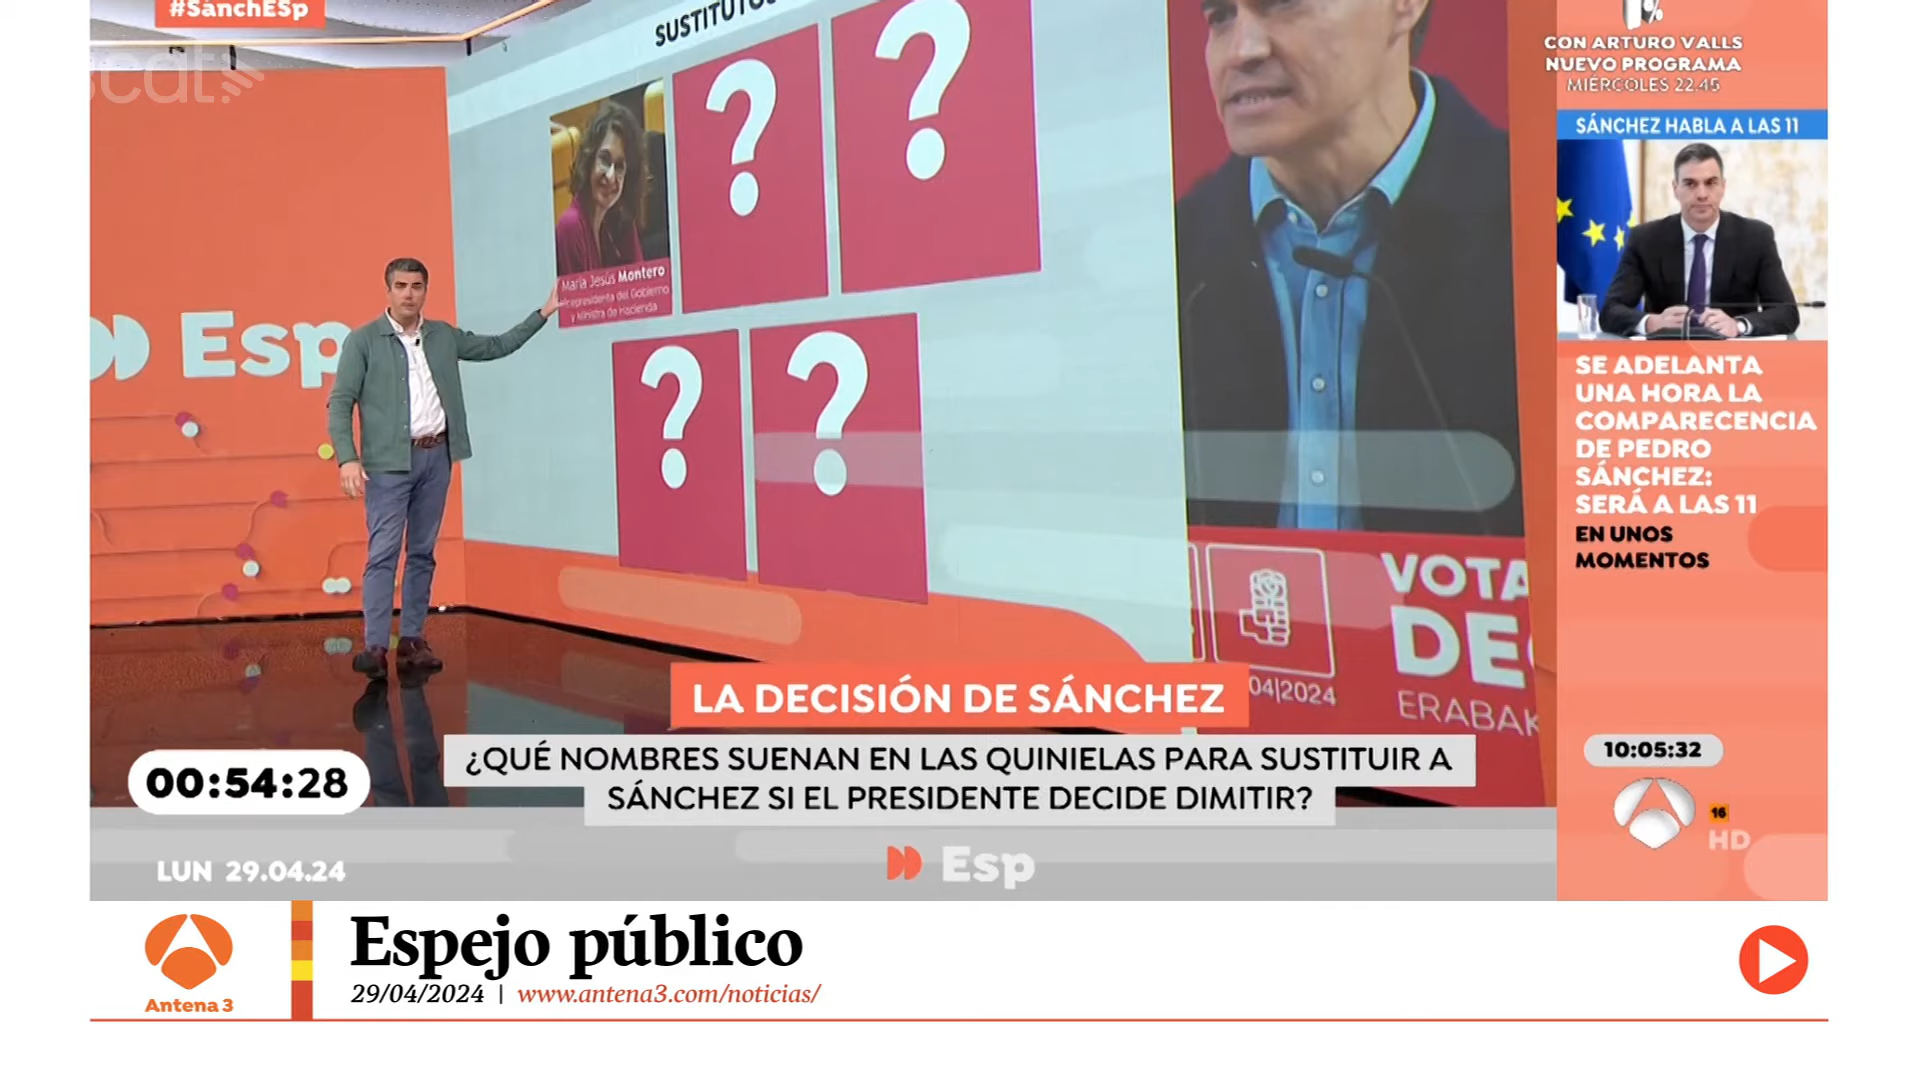 #SánchESp
SUSTITUTOS
CON ARTURO VALLS
NUEVO PROGRAMA
MIÉRCOLES 22.45
SÁNCHEZ HABLA A LAS 11
?
?
?
?
María Jesús Montero
Vicepresidenta del Gobierno
y Ministra de Hacienda
Esp
SE ADELANTA
UNA HORA LA
COMPARECENCIA
DE PEDRO
SÁNCHEZ:
SERÁ A LAS 11
EN UNOS
MOMENTOS
VOTA
DE
04|2024
ERABAK
LA DECISIÓN DE SÁNCHEZ
¿QUÉ NOMBRES SUENAN EN LAS QUINIELAS PARA SUSTITUIR A
SÁNCHEZ SI EL PRESIDENTE DECIDE DIMITIR?
00:54:28
10:05:32
16
HD
LUN 29.04.24
Esp
Espejo público
29/04/2024 | www.antena3.com/noticias/
Antena 3